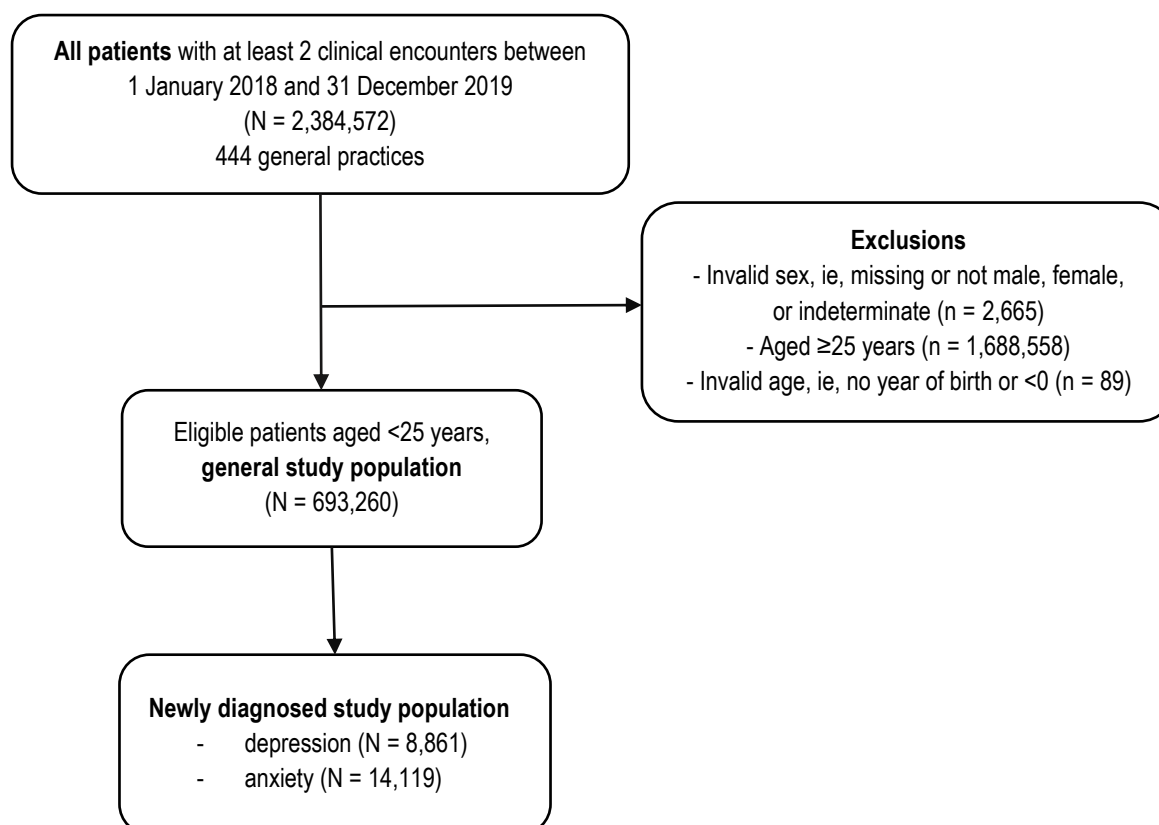 All patients with at least 2 clinical encounters between
1 January 2018 and 31 December 2019
(N = 2,384,572)
444 general practices
Exclusions
- Invalid sex, ie, missing or not male, female,
or indeterminate (n = 2,665)
- Aged ≥25 years (n = 1,688,558)
- Invalid age, ie, no year of birth or <0 (n = 89)
Eligible patients aged <25 years,
general study population
(N = 693,260)
Newly diagnosed study population
- depression (N = 8,861)
- anxiety (N = 14,119)